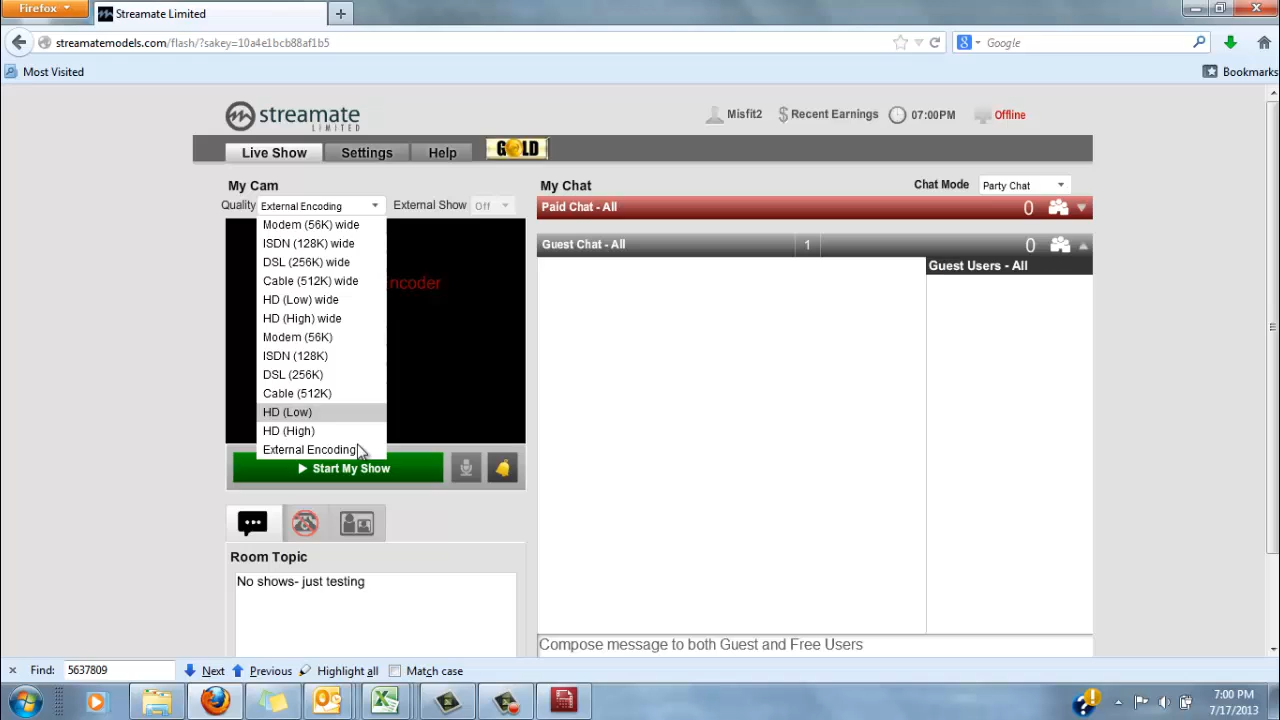 Firefox
Streamate Limited
streamatemodels.com/flash/?sakey=10a4e1bcb88af1b5
Google
Most Visited
Bookmarks
streamate
LIMITED
Misfit2
Recent Earnings
07:00PM
Offline
Live Show
Settings
Help
GOLD
My Cam
My Chat
Chat Mode
Party Chat
Quality
External Encoding
External Show
Off
Modem (56K) wide
ISDN (128K) wide
DSL (256K) wide
Cable (512K) wide
HD (Low) wide
HD (High) wide
Modem (56K)
ISDN (128K)
DSL (256K)
Cable (512K)
HD (Low)
HD (High)
External Encoding
ncoder
Start My Show
Paid Chat - All
0
Guest Chat - All
1
0
Guest Users - All
Room Topic
No shows- just testing
Compose message to both Guest and Free Users
Find:
5637809
Next
Previous
Highlight all
Match case
7:00 PM
7/17/2013